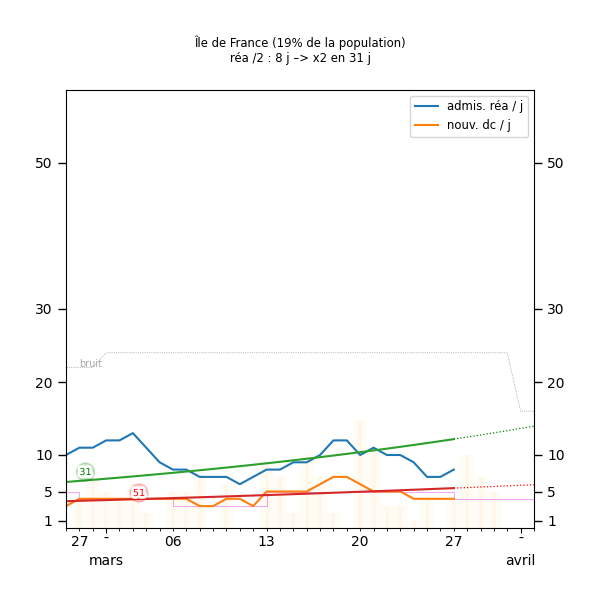 Île de France (19% de la population)
réa /2 : 8 j –> x2 en 31 j
admis. réa / j
nouv. dc / j
50 50
30 30
bruit
20 20
10 10
31
5 51 5
1 1
27 - 06 13 20 27 -
mars avril